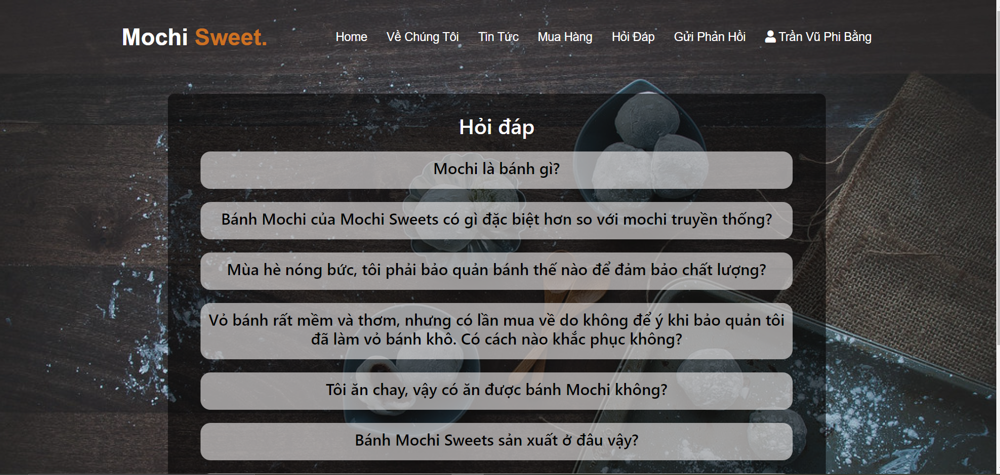 Mochi Sweet.
Home Về Chúng Tôi Tin Tức Mua Hàng Hỏi Đáp Gửi Phản Hồi Trần Vũ Phi Bằng
Hỏi đáp
Mochi là bánh gì?
Bánh Mochi của Mochi Sweets có gì đặc biệt hơn so với mochi truyền thống?
Mùa hè nóng bức, tôi phải bảo quản bánh thế nào để đảm bảo chất lượng?
Vỏ bánh rất mềm và thơm, nhưng có lần mua về do không để ý khi bảo quản tôi
đã làm vỏ bánh khô. Có cách nào khắc phục không?
Tôi ăn chay, vậy có ăn được bánh Mochi không?
Bánh Mochi Sweets sản xuất ở đâu vậy?